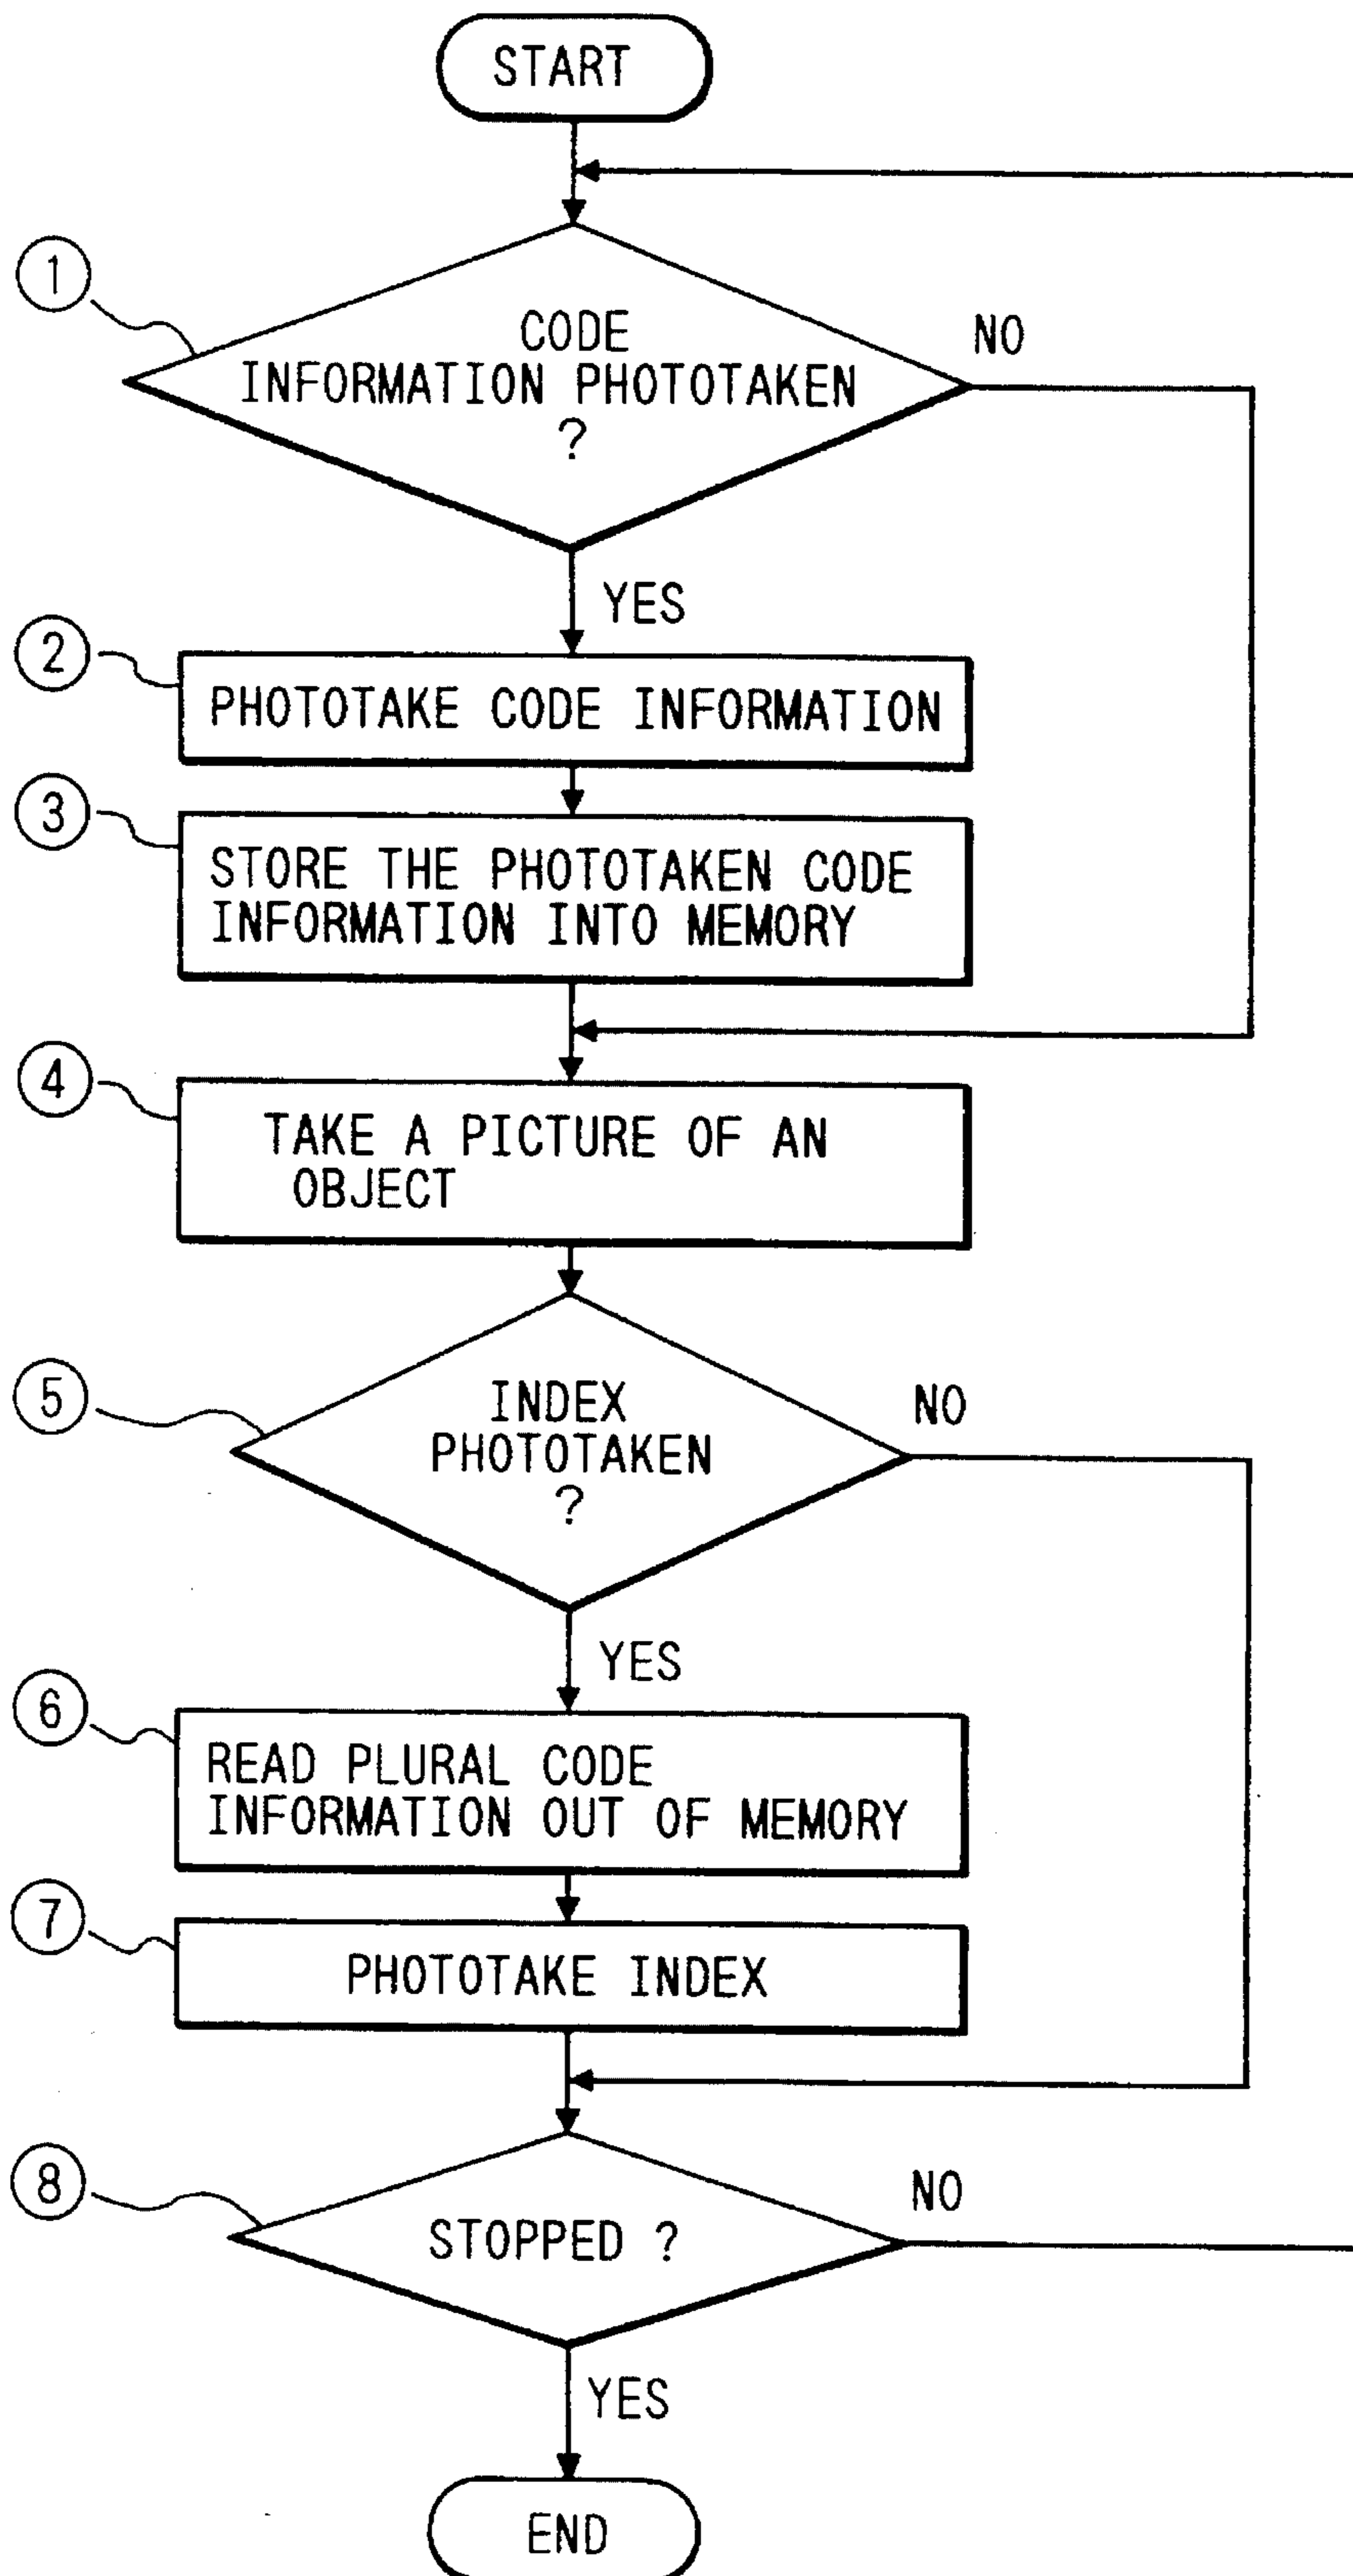 START
1
CODE
INFORMATION PHOTOTAKEN
?
NO
YES
2
PHOTOTAKE CODE INFORMATION
3
STORE THE PHOTOTAKEN CODE
INFORMATION INTO MEMORY
4
TAKE A PICTURE OF AN
OBJECT
5
INDEX
PHOTOTAKEN
?
NO
YES
6
READ PLURAL CODE
INFORMATION OUT OF MEMORY
7
PHOTOTAKE INDEX
8
STOPPED ?
NO
YES
END